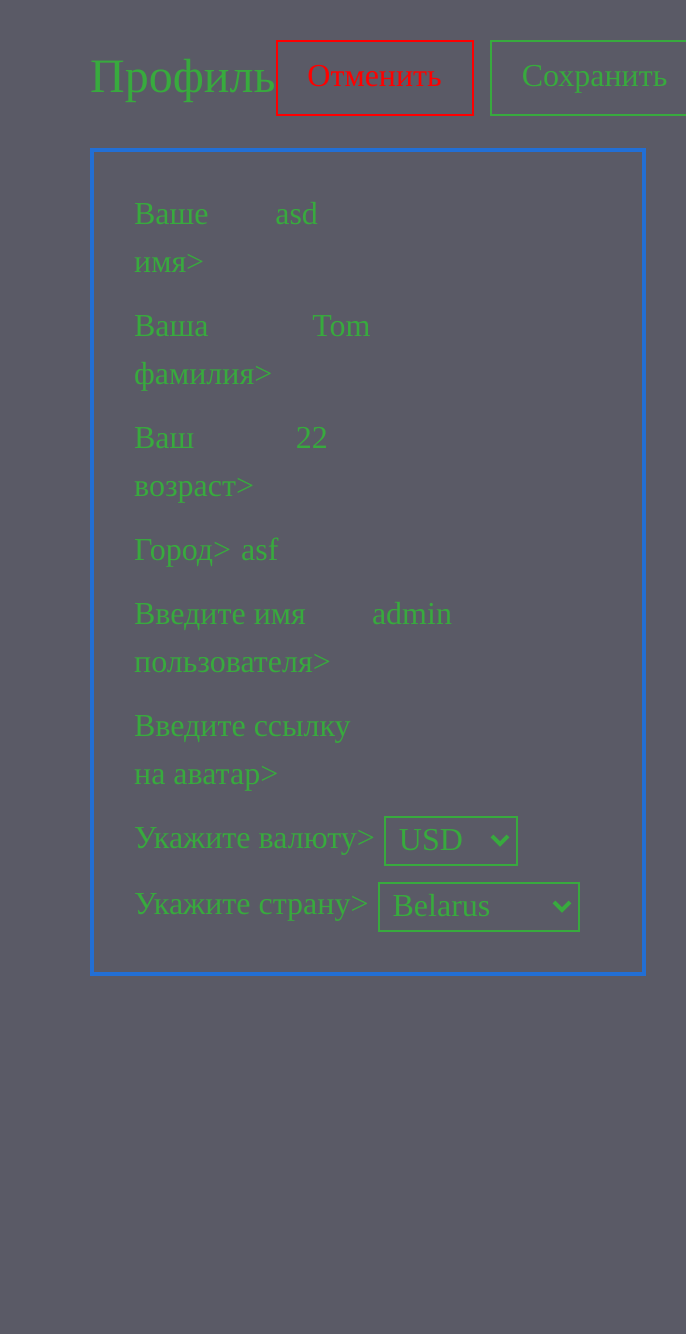 Профиль Отменить Сохранить
Ваше asd
имя>
Ваша Tom
фамилия>
Ваш 22
возраст>
Город> asf
Введите имя admin
пользователя>
Введите ссылку
на аватар>
Укажите валюту> USD
Укажите страну> Belarus